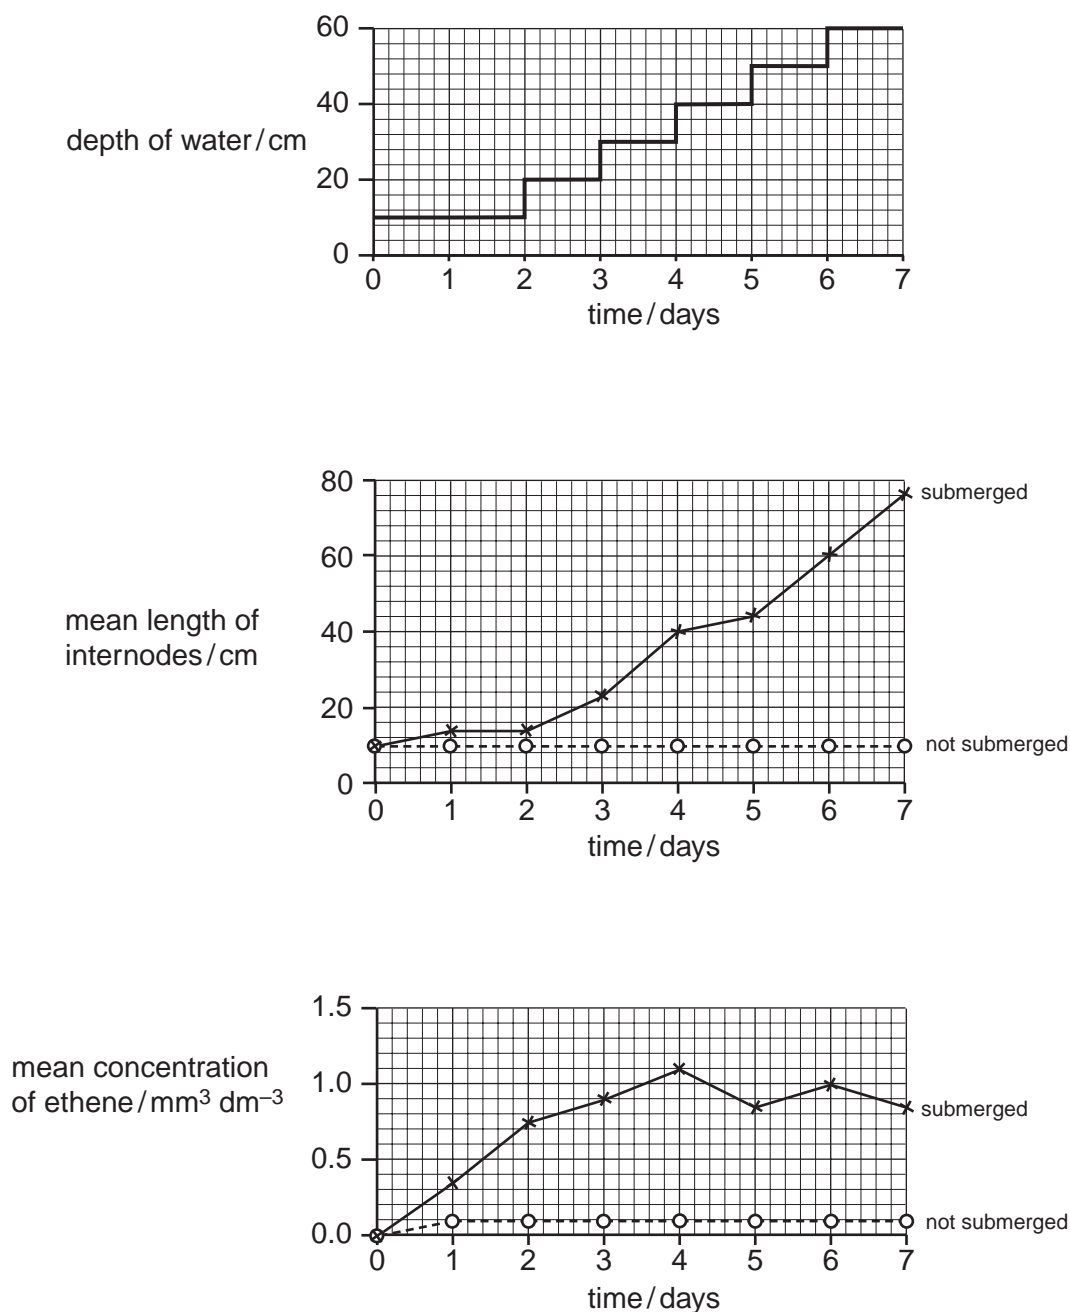 60
40
depth of water/cm
20
0
0 1 2 3 4 5 6 7
time/days
80
submerged
60
mean length of
internodes/cm
40
20
not submerged
0
0 1 2 3 4 5 6 7
time/days
1.5
mean concentration
of ethene/mm³ dm⁻³
1.0
submerged
0.5
not submerged
0.0
0 1 2 3 4 5 6 7
time/days